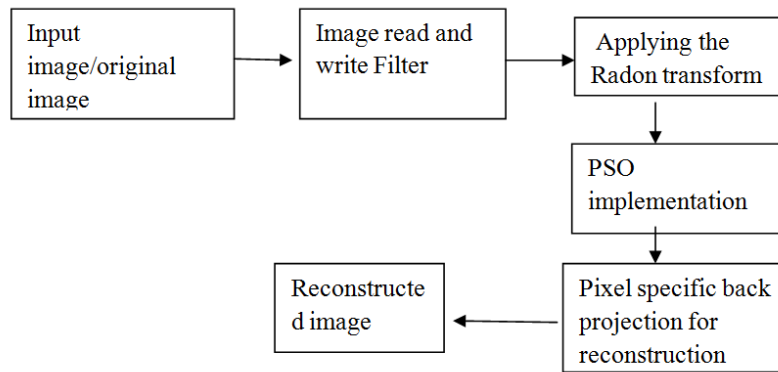 Input
image/original
image
Image read and
write Filter
Applying the
Radon transform
PSO
implementation
Pixel specific back
projection for
reconstruction
Reconstructe
d image